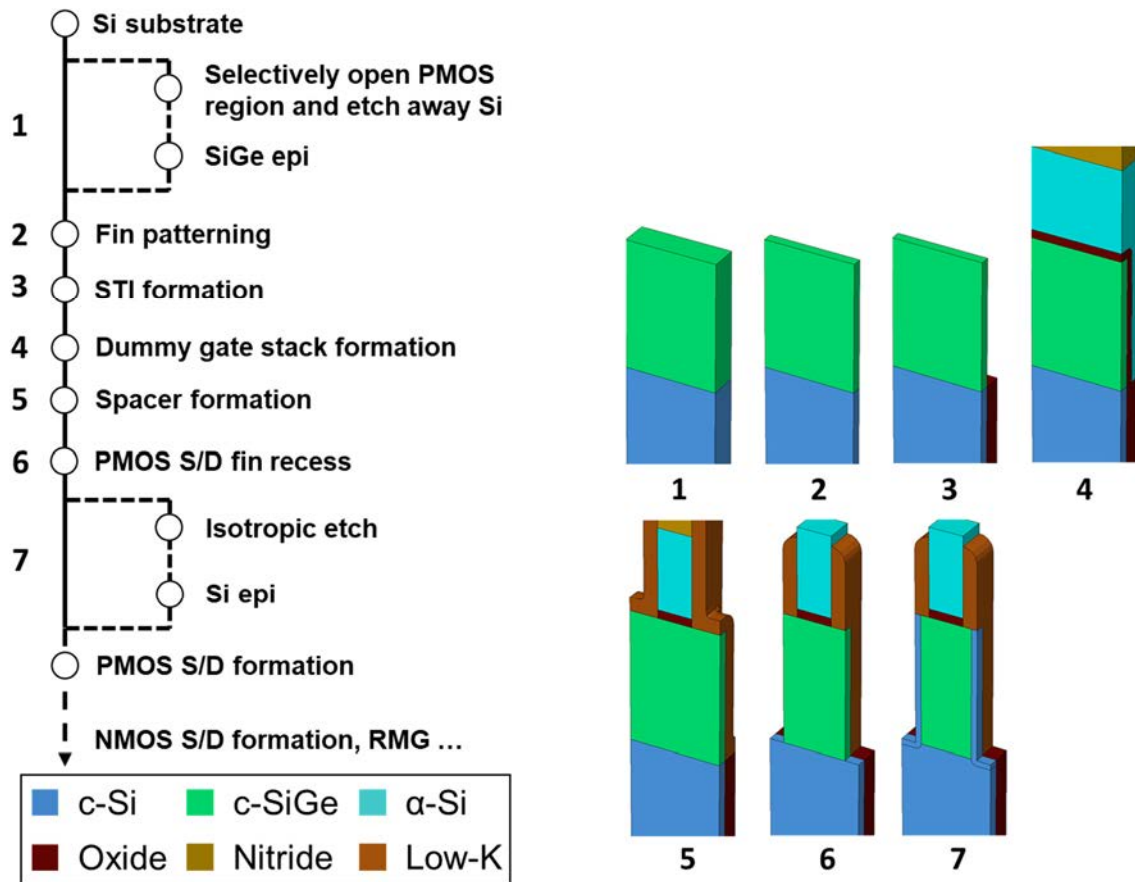 Si substrate
1
Selectively open PMOS
region and etch away Si
SiGe epi
2 Fin patterning
3 STI formation
4 Dummy gate stack formation
5 Spacer formation
6 PMOS S/D fin recess
7
Isotropic etch
Si epi
PMOS S/D formation
NMOS S/D formation, RMG ...
c-Si c-SiGe α-Si
Oxide Nitride Low-K
1 2 3 4
5 6 7